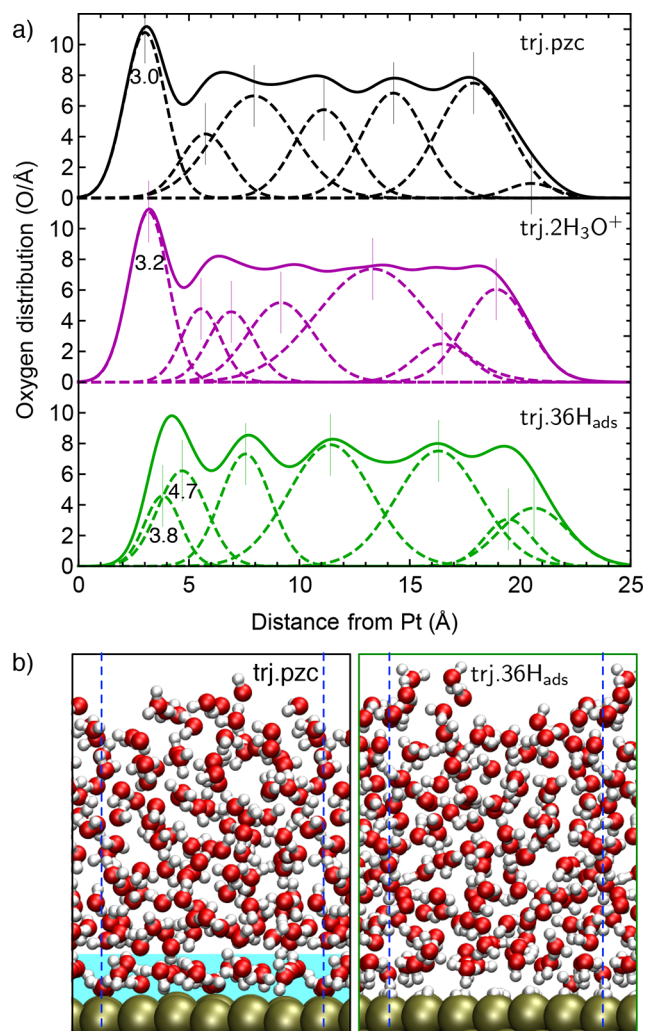 a)
Oxygen distribution (O/Å)
10
8
6
4
2
0
3.0
trj.pzc
10
8
6
4
2
0
3.2
trj.2H₃O⁺
10
8
6
4
2
0
4.7
3.8
trj.36Hₐds
0 5 10 15 20 25
Distance from Pt (Å)
b)
trj.pzc
trj.36Hₐds